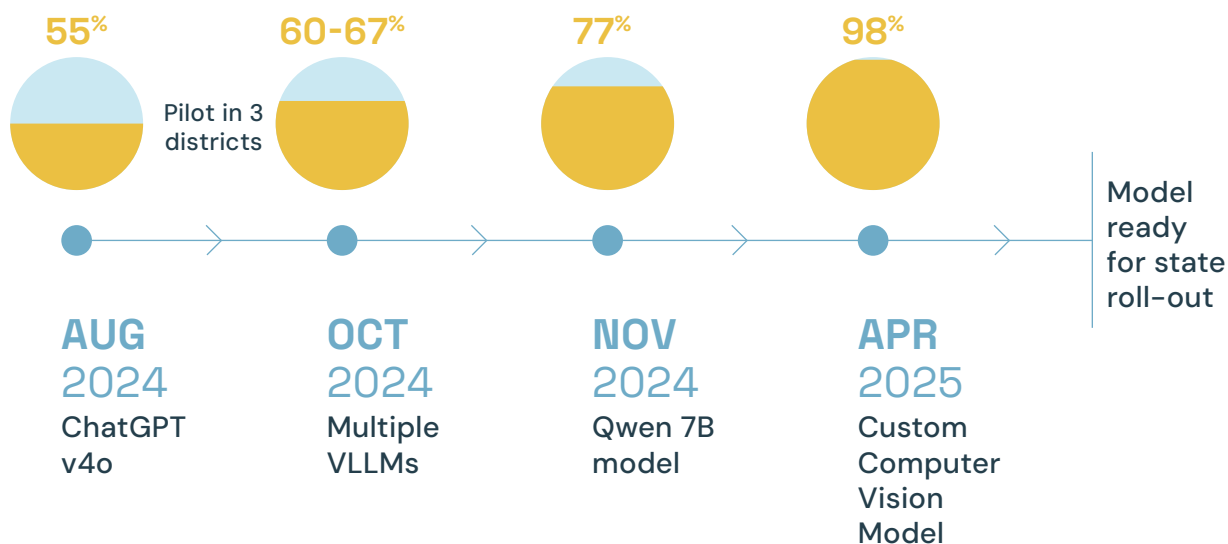 55%
Pilot in 3
districts
60-67%
77%
98%
Model
ready
for state
roll-out
AUG
2024
ChatGPT
v4o
OCT
2024
Multiple
VLLMs
NOV
2024
Qwen 7B
model
APR
2025
Custom
Computer
Vision
Model